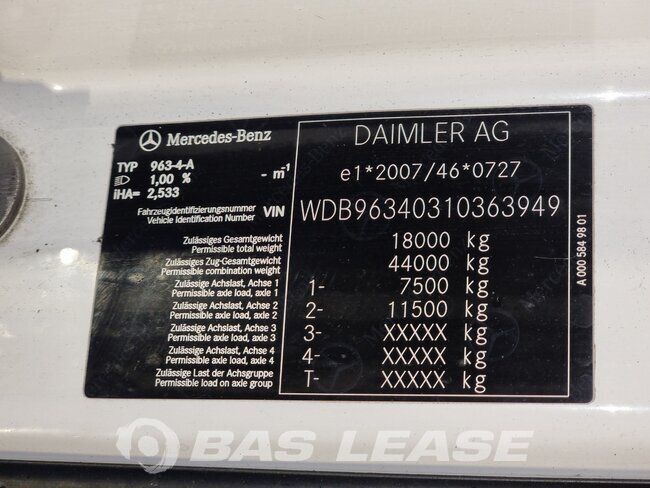 Mercedes-Benz DAIMLER AG
TYP 963-4-A
1,00 % - m⁻¹ e1*2007/46*0727
iHA= 2,533
Fahrzeugidentifizierungsnummer
Vehicle Identification Number VIN WDB96340310363949
Zulässiges Gesamtgewicht
Permissible total weight 18000 kg
Zulässiges Zug-Gesamtgewicht
Permissible combination weight 44000 kg
Zulässige Achslast, Achse 1
Permissible axle load, axle 1 1- 7500 kg
Zulässige Achslast, Achse 2
Permissible axle load, axle 2 2- 11500 kg
Zulässige Achslast, Achse 3
Permissible axle load, axle 3 3- XXXXX kg
Zulässige Achslast, Achse 4
Permissible axle load, axle 4 4- XXXXX kg
Zulässige Last der Achsgruppe
Permissible load on axle group T- XXXXX kg
A 000 584 98 01
BAS LEASE